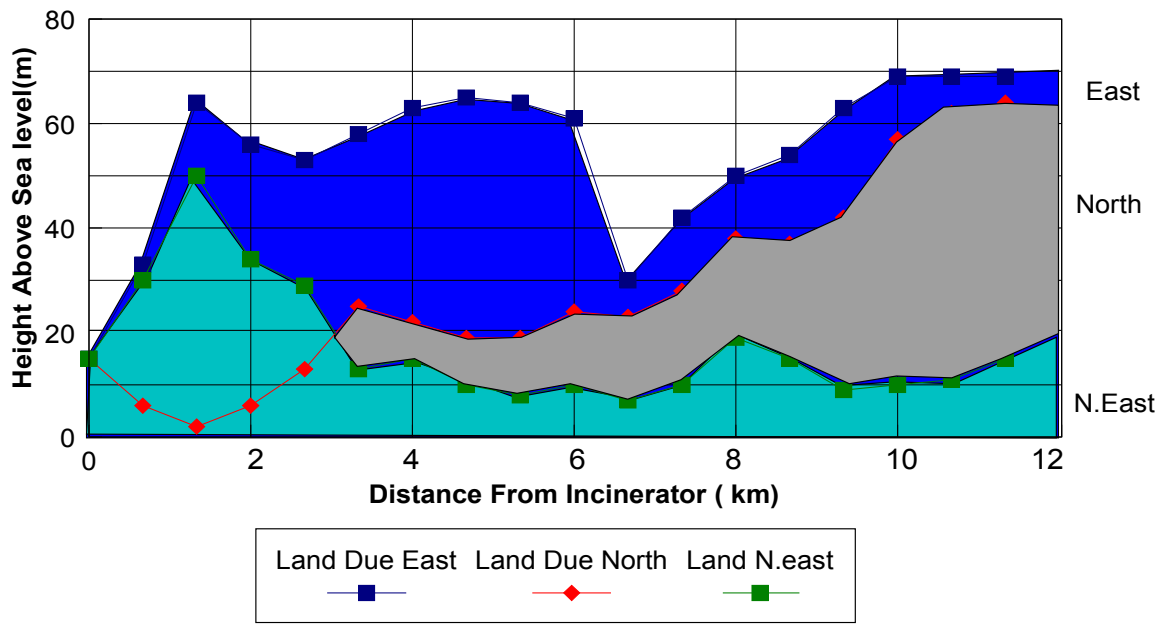 80
60
40
20
0
Height Above Sea level(m)
East
North
N.East
0 2 4 6 8 10 12
Distance From Incinerator ( km)
Land Due East Land Due North Land N.east